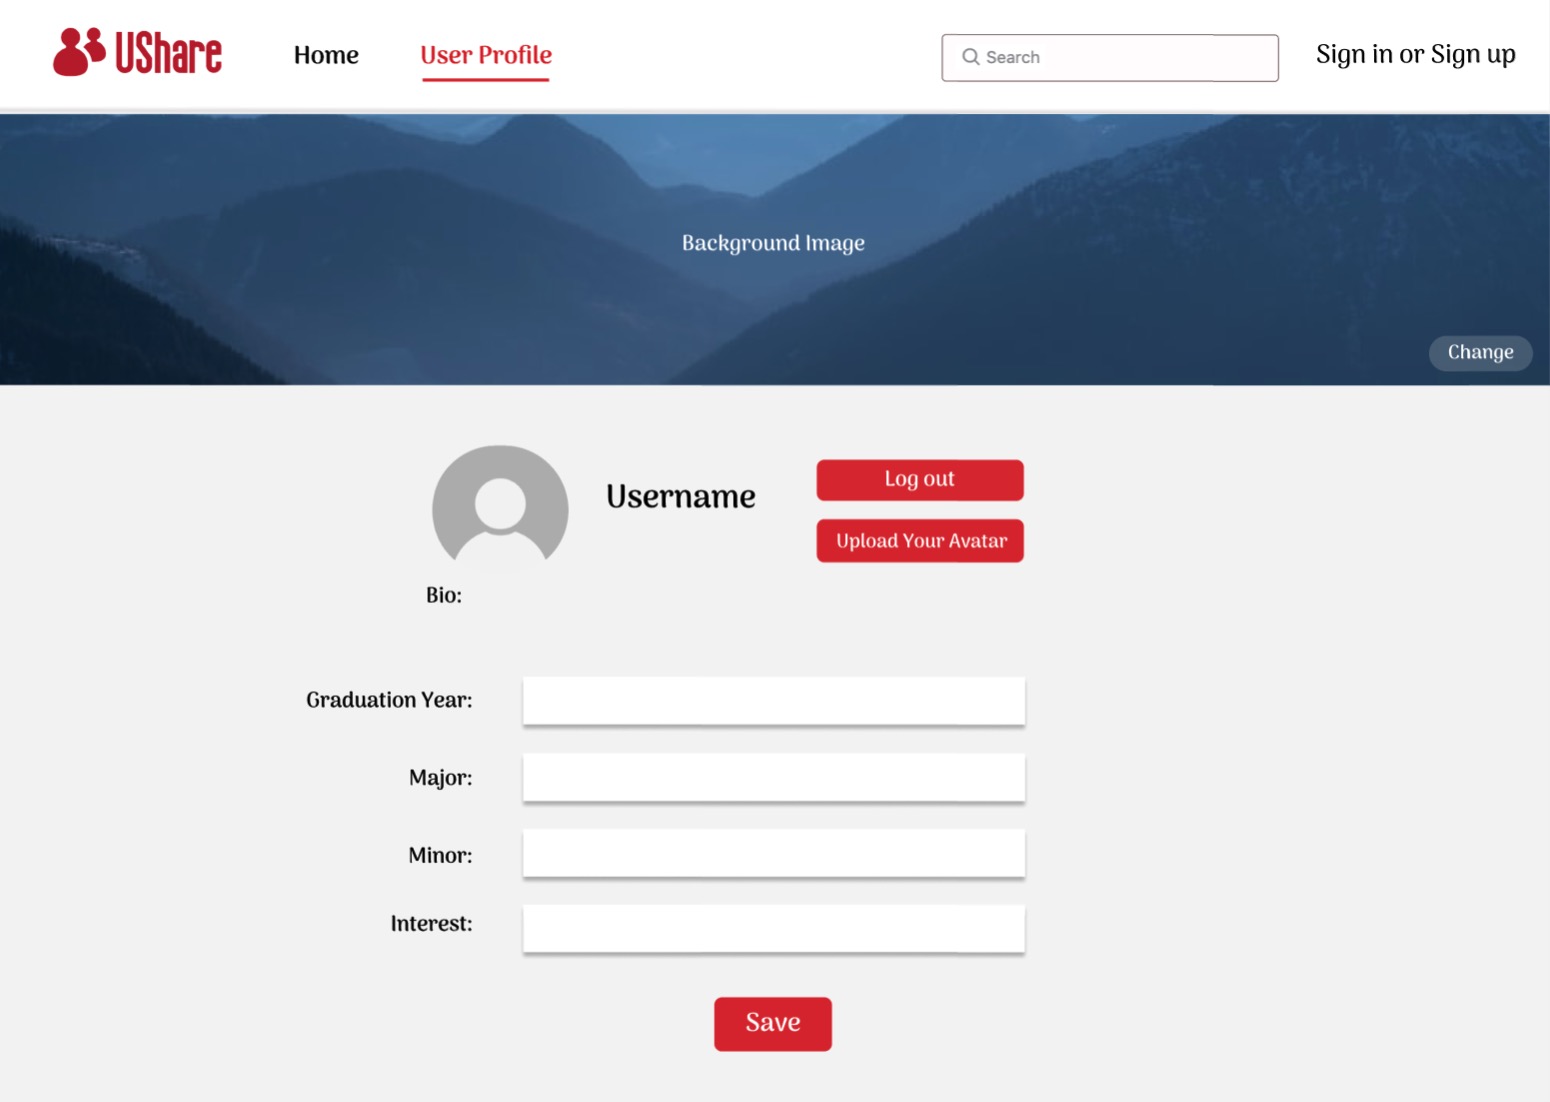 UShare
Home
User Profile
Search
Sign in or Sign up
Background Image
Change
Username
Log out
Upload Your Avatar
Bio:
Graduation Year:
Major:
Minor:
Interest:
Save